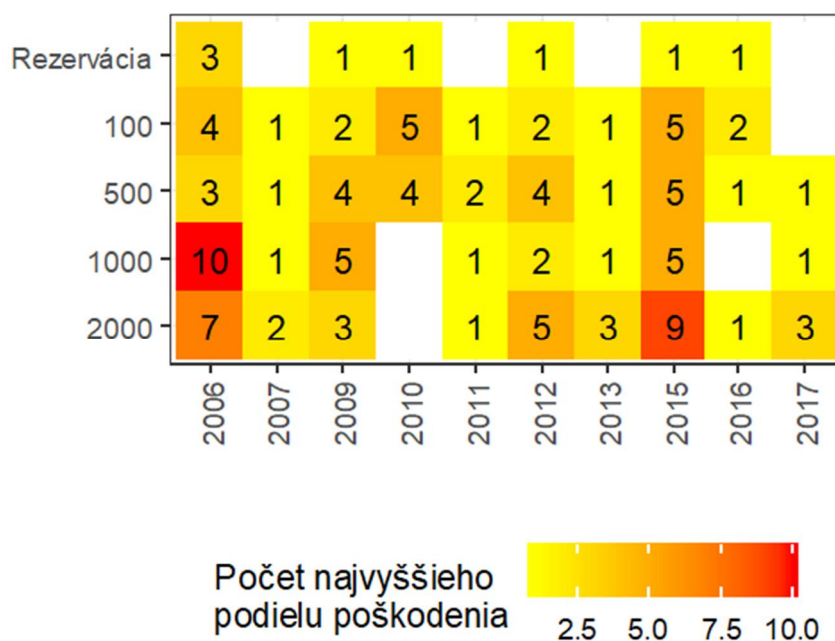 Rezervácia 3 1 1 1 1 1
100 4 1 2 5 1 2 1 5 2
500 3 1 4 4 2 4 1 5 1 1
1000 10 1 5 1 2 1 5 1
2000 7 2 3 1 5 3 9 1 3
2006 2007 2009 2010 2011 2012 2013 2015 2016 2017
Počet najvyššieho
podielu poškodenia
2.5 5.0 7.5 10.0